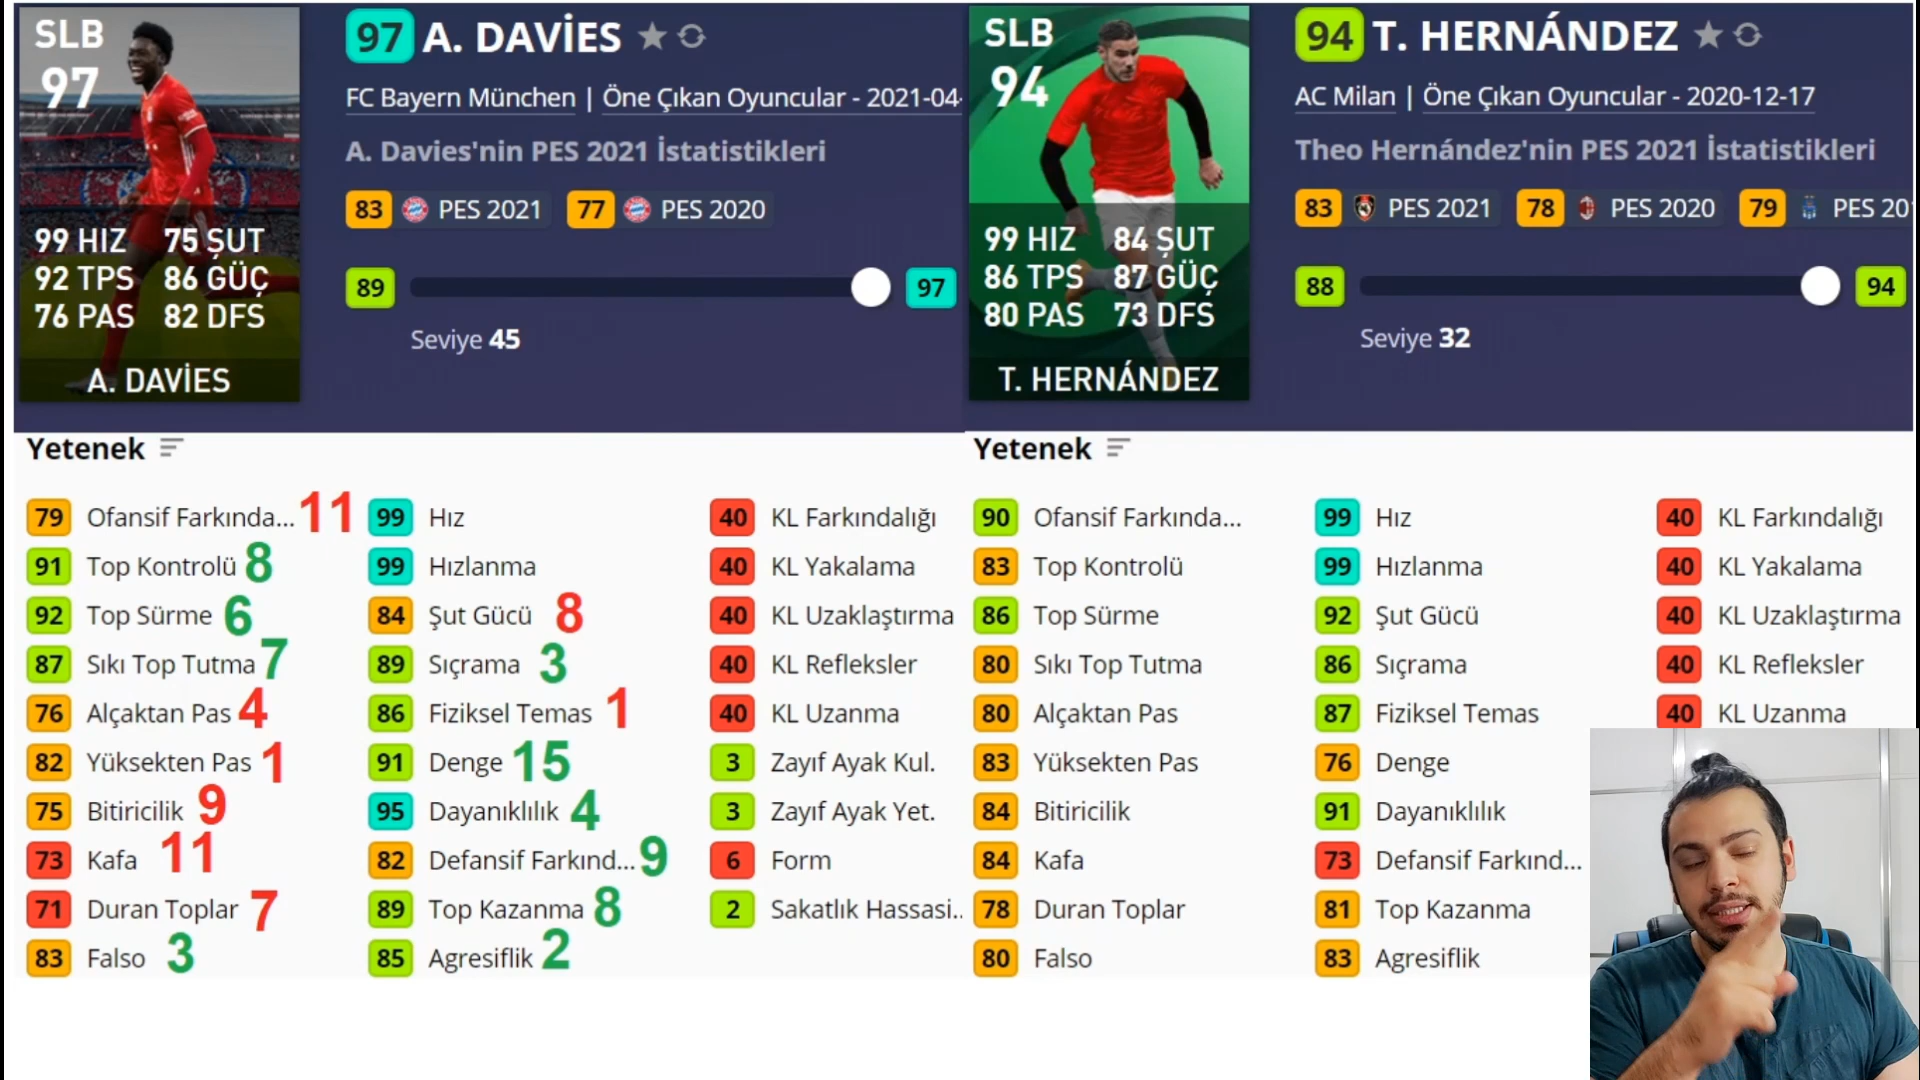 SLB
97
99 HIZ 75 ŞUT
92 TPS 86 GÜÇ
76 PAS 82 DFS
A. DAVİES
97 A. DAVİES
FC Bayern München | Öne Çıkan Oyuncular - 2021-04-
A. Davies'nin PES 2021 İstatistikleri
83 PES 2021 77 PES 2020
89 97
Seviye 45
SLB
94
99 HIZ 84 ŞUT
86 TPS 87 GÜÇ
80 PAS 73 DFS
T. HERNÁNDEZ
94 T. HERNÁNDEZ
AC Milan | Öne Çıkan Oyuncular - 2020-12-17
Theo Hernández'nin PES 2021 İstatistikleri
83 PES 2021 78 PES 2020 79 PES 20
88 94
Seviye 32
Yetenek
79 Ofansif Farkında... 11
91 Top Kontrolü 8
92 Top Sürme 6
87 Sıkı Top Tutma 7
76 Alçaktan Pas 4
82 Yüksekten Pas 1
75 Bitiricilik 9
73 Kafa 11
71 Duran Toplar 7
83 Falso 3
99 Hız
99 Hızlanma
84 Şut Gücü 8
89 Sıçrama 3
86 Fiziksel Temas 1
91 Denge 15
95 Dayanıklılık 4
82 Defansif Farkınd... 9
89 Top Kazanma 8
85 Agresiflik 2
40 KL Farkındalığı
40 KL Yakalama
40 KL Uzaklaştırma
40 KL Refleksler
40 KL Uzanma
3 Zayıf Ayak Kul.
3 Zayıf Ayak Yet.
6 Form
2 Sakatlık Hassasi..
Yetenek
90 Ofansif Farkında...
83 Top Kontrolü
86 Top Sürme
80 Sıkı Top Tutma
80 Alçaktan Pas
83 Yüksekten Pas
84 Bitiricilik
84 Kafa
78 Duran Toplar
80 Falso
99 Hız
99 Hızlanma
92 Şut Gücü
86 Sıçrama
87 Fiziksel Temas
76 Denge
91 Dayanıklılık
73 Defansif Farkınd...
81 Top Kazanma
83 Agresiflik
40 KL Farkındalığı
40 KL Yakalama
40 KL Uzaklaştırma
40 KL Refleksler
40 KL Uzanma